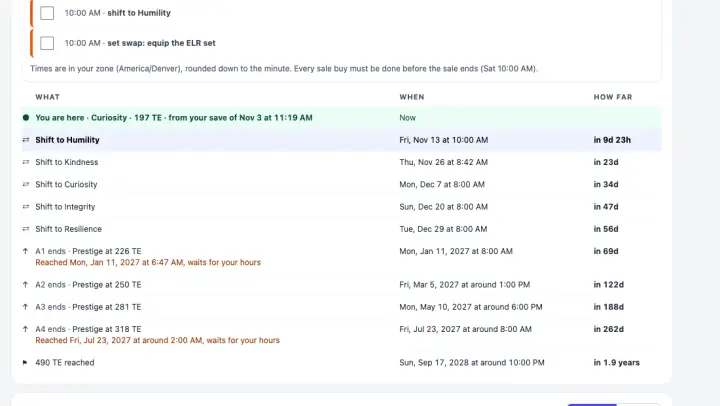 10:00 AM · shift to Humility
10:00 AM · set swap: equip the ELR set
Times are in your zone (America/Denver), rounded down to the minute. Every sale buy must be done before the sale ends (Sat 10:00 AM).
WHAT WHEN HOW FAR
You are here · Curiosity · 197 TE · from your save of Nov 3 at 11:19 AM Now
Shift to Humility Fri, Nov 13 at 10:00 AM in 9d 23h
Shift to Kindness Thu, Nov 26 at 8:42 AM in 23d
Shift to Curiosity Mon, Dec 7 at 8:00 AM in 34d
Shift to Integrity Sun, Dec 20 at 8:00 AM in 47d
Shift to Resilience Tue, Dec 29 at 8:00 AM in 56d
A1 ends · Prestige at 226 TE Mon, Jan 11, 2027 at 8:00 AM in 69d
Reached Mon, Jan 11, 2027 at 6:47 AM, waits for your hours
A2 ends · Prestige at 250 TE Fri, Mar 5, 2027 at around 1:00 PM in 122d
A3 ends · Prestige at 281 TE Mon, May 10, 2027 at around 6:00 PM in 188d
A4 ends · Prestige at 318 TE Fri, Jul 23, 2027 at around 8:00 AM in 262d
Reached Fri, Jul 23, 2027 at around 2:00 AM, waits for your hours
490 TE reached Sun, Sep 17, 2028 at around 10:00 PM in 1.9 years